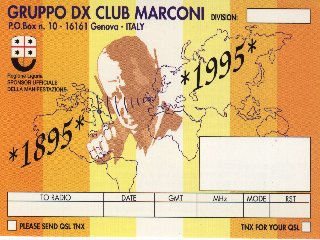 GRUPPO DX CLUB MARCONI DIVISION:
P.O.Box n. 10 - 16161 Genova - ITALY
Regione Liguria
SPONSOR UFFICIALE
DELLA MANIFESTAZIONE
*1895*
*1995*
TO RADIO DATE GMT MHz MODE RST
PLEASE SEND QSL TNX TNX FOR YOUR QSL